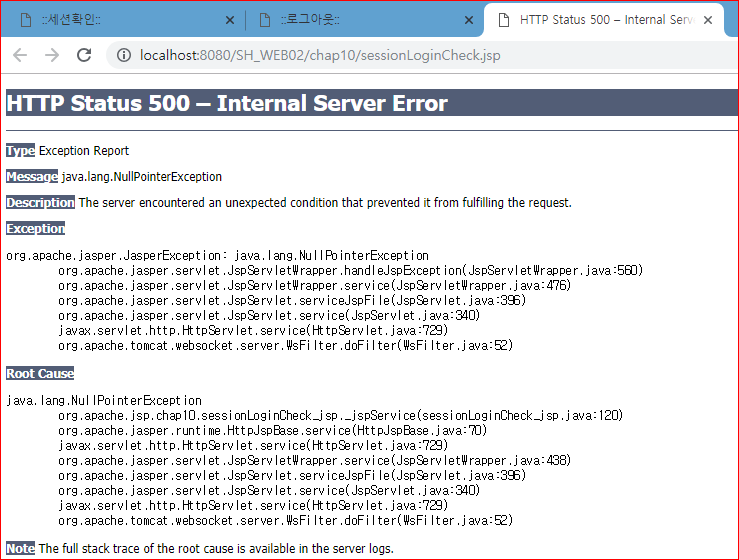 ::세션확인::
::로그아웃::
HTTP Status 500 – Internal Serve
localhost:8080/SH_WEB02/chap10/sessionLoginCheck.jsp
HTTP Status 500 – Internal Server Error
Type Exception Report
Message java.lang.NullPointerException
Description The server encountered an unexpected condition that prevented it from fulfilling the request.
Exception
org.apache.jasper.JasperException: java.lang.NullPointerException
org.apache.jasper.servlet.JspServletWrapper.handleJspException(JspServletWrapper.java:560)
org.apache.jasper.servlet.JspServletWrapper.service(JspServletWrapper.java:476)
org.apache.jasper.servlet.JspServlet.serviceJspFile(JspServlet.java:396)
org.apache.jasper.servlet.JspServlet.service(JspServlet.java:340)
javax.servlet.http.HttpServlet.service(HttpServlet.java:729)
org.apache.tomcat.websocket.server.WsFilter.doFilter(WsFilter.java:52)
Root Cause
java.lang.NullPointerException
org.apache.jsp.chap10.sessionLoginCheck_jsp._jspService(sessionLoginCheck_jsp.java:120)
org.apache.jasper.runtime.HttpJspBase.service(HttpJspBase.java:70)
javax.servlet.http.HttpServlet.service(HttpServlet.java:729)
org.apache.jasper.servlet.JspServletWrapper.service(JspServletWrapper.java:438)
org.apache.jasper.servlet.JspServlet.serviceJspFile(JspServlet.java:396)
org.apache.jasper.servlet.JspServlet.service(JspServlet.java:340)
javax.servlet.http.HttpServlet.service(HttpServlet.java:729)
org.apache.tomcat.websocket.server.WsFilter.doFilter(WsFilter.java:52)
Note The full stack trace of the root cause is available in the server logs.